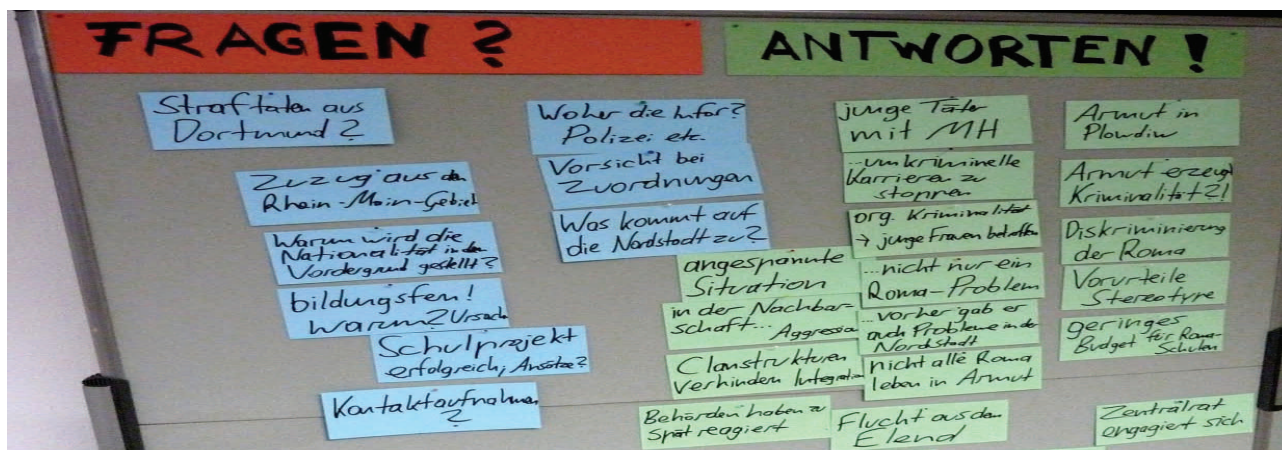 FRAGEN ?
Straftaten aus
Dortmund ?
Zuzug aus dem
Rhein-Main-Gebiet
Warum wird die
Nationalität in den
Vordergrund gestellt?
bildungsfern!
Warum? Ursach
Schulprojekt
erfolgreich, Ansätze?
Kontaktaufnahmen
?
Woher die Infor?
Polizei etc.
Vorsicht bei
Zuordnungen
Was kommt auf
die Nordstadt zu?
ANTWORTEN !
angespannte
Situation
in der Nachbar-
schaft... Aggression
Clanstrukturen
verhindern Integration
Behörden haben zu
spät reagiert
junge Täter
mit MH
...um kriminelle
Karrieren zu
stoppen
org. Kriminalität
→ junge Frauen betroffen
...nicht nur ein
Roma-Problem
...vorher gab es
auch Probleme in der
Nordstadt
nicht alle Roma
leben in Armut
Flucht aus dem
Elend
Armut in
Plowdiw
Armut erzeugt
Kriminalität?!
Diskriminierung
der Roma
Vorurteile
Stereotype
geringes
Budget für Roma-
Schulen
Zentralrat
engagiert sich